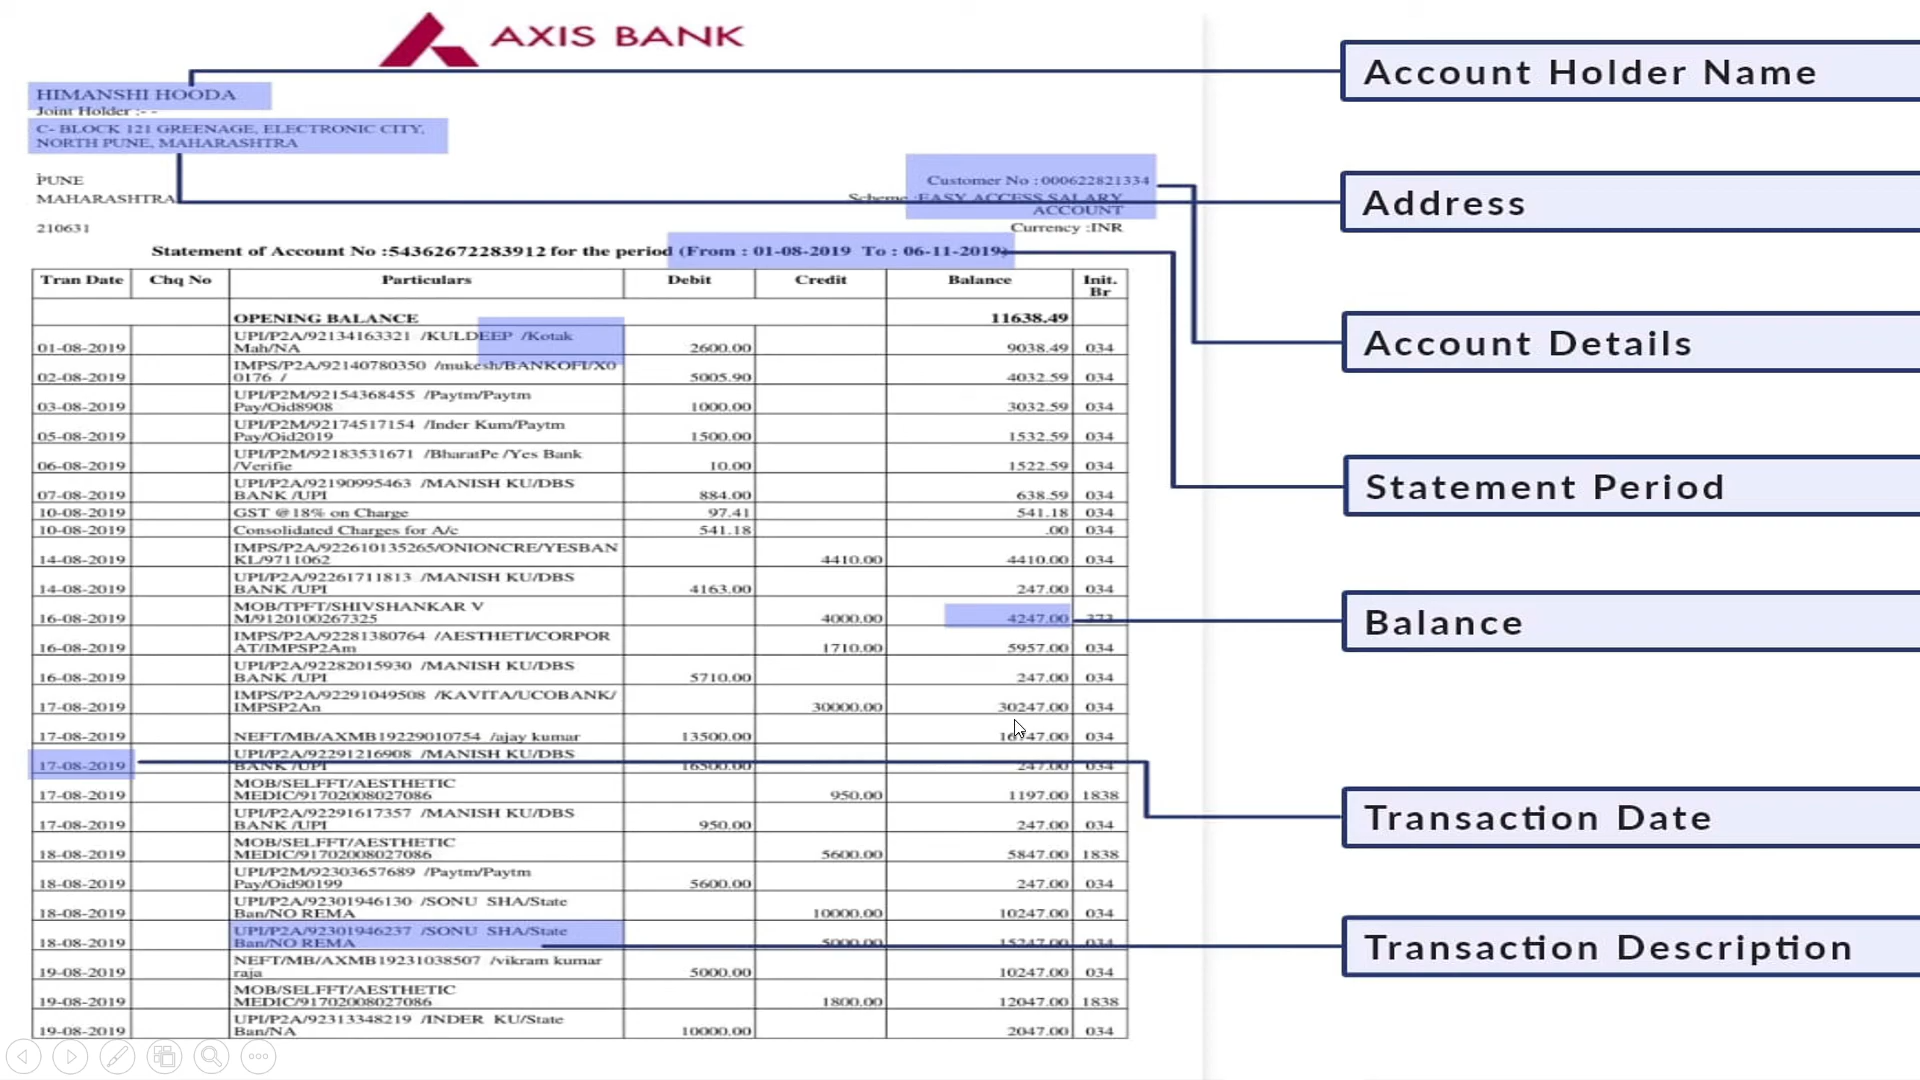 AXIS BANK
HIMANSHI HOODA
Joint Holder :- -
C- BLOCK 121 GREENAGE, ELECTRONIC CITY,
NORTH PUNE, MAHARASHTRA
PUNE
MAHARASHTRA
210631
Customer No : 000622821334
Scheme :EASY ACCESS SALARY
ACCOUNT
Currency :INR
Statement of Account No :54362672283912 for the period (From : 01-08-2019 To : 06-11-2019)
Tran Date Chq No Particulars Debit Credit Balance Init. Br
OPENING BALANCE 11638.49
UPI/P2A/92134163321 /KULDEEP /Kotak
01-08-2019 Mah/NA 2600.00 9038.49 034
IMPS/P2A/92140780350 /mukesh/BANKOFI/X0
02-08-2019 0176 / 5005.90 4032.59 034
UPI/P2M/92154368455 /Paytm/Paytm
03-08-2019 Pay/Oid8908 1000.00 3032.59 034
UPI/P2M/92174517154 /Inder Kum/Paytm
05-08-2019 Pay/Oid2019 1500.00 1532.59 034
UPI/P2M/92183531671 /BharatPe /Yes Bank
06-08-2019 /Verifie 10.00 1522.59 034
UPI/P2A/92190995463 /MANISH KU/DBS
07-08-2019 BANK /UPI 884.00 638.59 034
10-08-2019 GST @18% on Charge 97.41 541.18 034
10-08-2019 Consolidated Charges for A/c 541.18 .00 034
IMPS/P2A/922610135265/ONIONCRE/YESBAN
14-08-2019 KL/9711062 4410.00 4410.00 034
UPI/P2A/92261711813 /MANISH KU/DBS
14-08-2019 BANK /UPI 4163.00 247.00 034
MOB/TPFT/SHIVSHANKAR V
16-08-2019 M/9120100267325 4000.00 4247.00 373
IMPS/P2A/92281380764 /AESTHETI/CORPOR
16-08-2019 AT/IMPSP2Am 1710.00 5957.00 034
UPI/P2A/92282015930 /MANISH KU/DBS
16-08-2019 BANK /UPI 5710.00 247.00 034
IMPS/P2A/92291049508 /KAVITA/UCOBANK/
17-08-2019 IMPSP2An 30000.00 30247.00 034
17-08-2019 NEFT/MB/AXMB19229010754 /ajay kumar 13500.00 034
UPI/P2A/92291216908 /MANISH KU/DBS
17-08-2019 BANK /UPI 16500.00 247.00 034
MOB/SELFFT/AESTHETIC
17-08-2019 MEDIC/91702008027086 950.00 1197.00 1838
UPI/P2A/92291617357 /MANISH KU/DBS
17-08-2019 BANK /UPI 950.00 247.00 034
MOB/SELFFT/AESTHETIC
18-08-2019 MEDIC/91702008027086 5600.00 5847.00 1838
UPI/P2M/92303657689 /Paytm/Paytm
18-08-2019 Pay/Oid90199 5600.00 247.00 034
UPI/P2A/92301946130 /SONU SHA/State
18-08-2019 Ban/NO REMA 10000.00 10247.00 034
UPI/P2A/92301946237 /SONU SHA/State
18-08-2019 Ban/NO REMA 5000.00 15247.00 034
NEFT/MB/AXMB19231038507 /vikram kumar
19-08-2019 raja 5000.00 10247.00 034
MOB/SELFFT/AESTHETIC
19-08-2019 MEDIC/91702008027086 1800.00 12047.00 1838
UPI/P2A/92313348219 /INDER KU/State
19-08-2019 Ban/NA 10000.00 2047.00 034
Account Holder Name
Address
Account Details
Statement Period
Balance
Transaction Date
Transaction Description